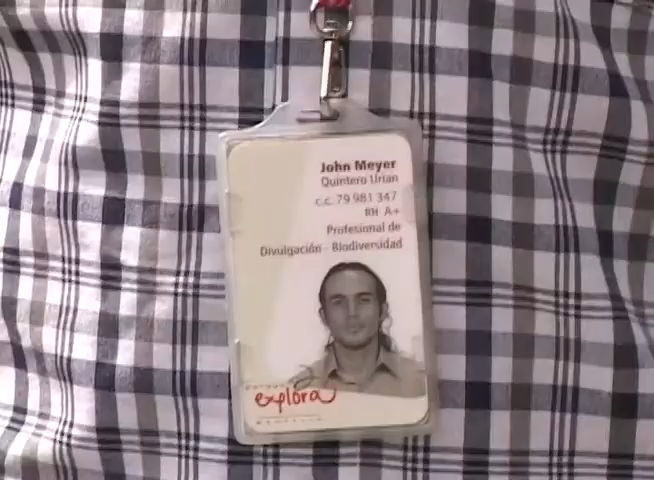 John Meyer
Quintero Urian
c.c. 79 981 347
RH A+
Profesional de
Divulgación - Biodiversidad
explora